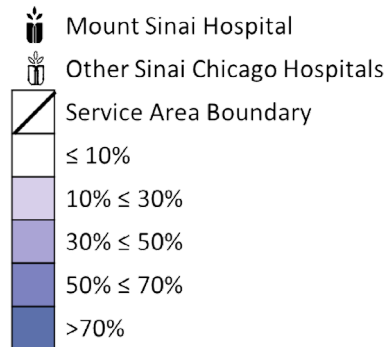 Mount Sinai Hospital
Other Sinai Chicago Hospitals
Service Area Boundary
≤ 10%
10% ≤ 30%
30% ≤ 50%
50% ≤ 70%
>70%